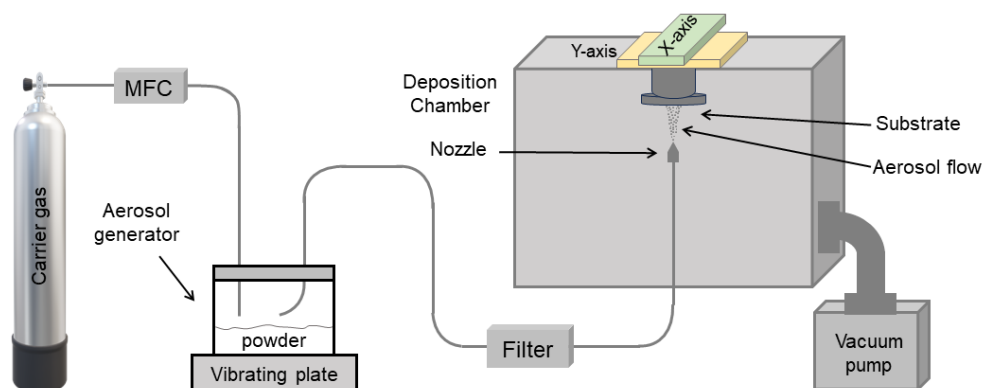 X-axis
Y-axis
MFC
Deposition
Chamber
Substrate
Nozzle
Aerosol flow
Carrier gas
Aerosol
generator
powder
Filter
Vacuum
pump
Vibrating plate